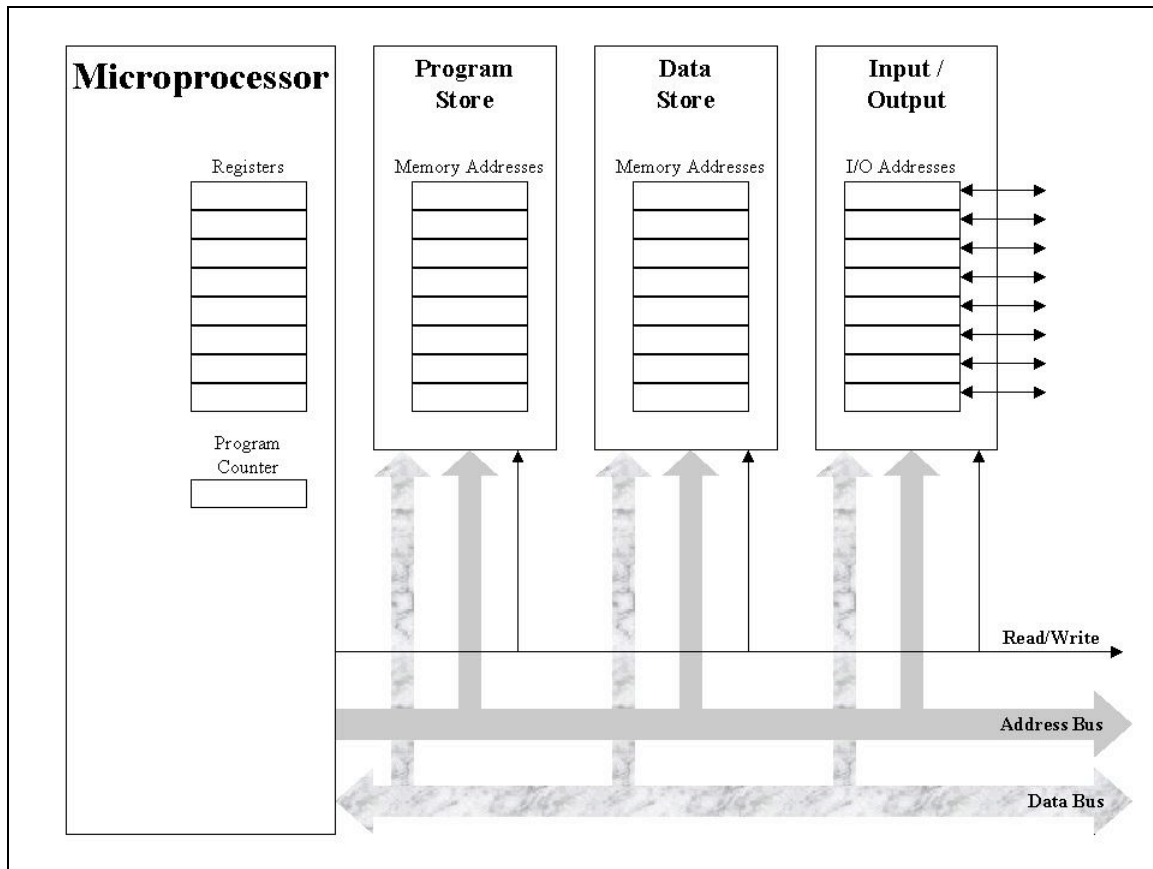 Microprocessor
Registers
Program
Counter
Program
Store
Memory Addresses
Data
Store
Memory Addresses
Input /
Output
I/O Addresses
Read/Write
Address Bus
Data Bus